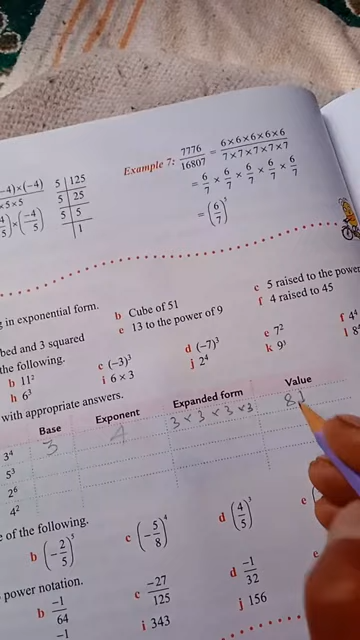 −4)×(−4)
×5×5
4/5)×(−4/5)
5 | 125
5 | 25
5 | 5
1
Example 7: 7776/16807 = 6×6×6×6×6/7×7×7×7×7
= 6/7 × 6/7 × 6/7 × 6/7 × 6/7
= (6/7)⁵
g in exponential form.
b Cube of 51
c 5 raised to the power
bed and 3 squared
e 13 to the power of 9
f 4 raised to 45
the following.
b 11²
c (−3)³
d (−7)³
e 7²
f 4⁴
h 6³
i 6 × 3
j 2⁴
k 9³
l 8
with appropriate answers.
Base Exponent Expanded form Value
3⁴ 3 4 3 × 3 × 3 × 3 81
5³
2⁶
4²
e of the following.
b (−2/5)³
c (−5/8)⁴
d (4/5)³
e
power notation.
b −1/64
c −27/125
d −1/32
e
−1
i 343
j 156